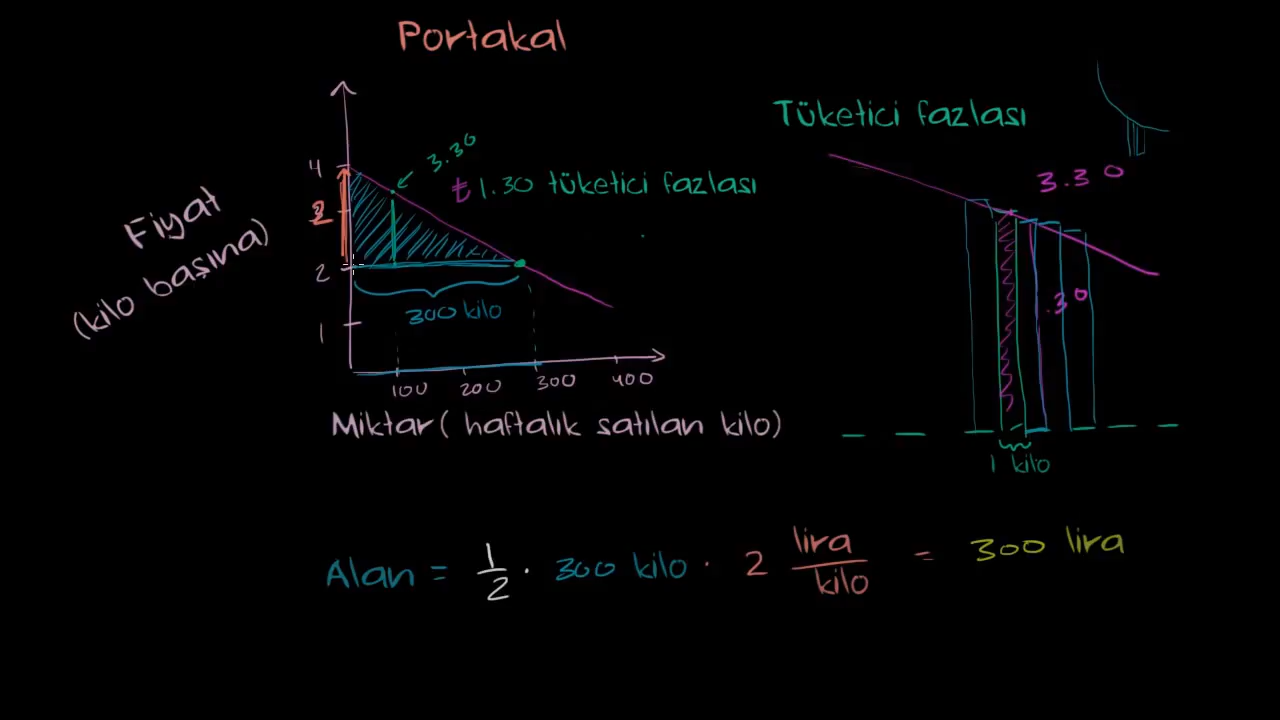 Portakal
Tüketici fazlası
3.30
₺ 1.30 tüketici fazlası
3.30
4
2
2
1
Fiyat
(kilo başına)
300 kilo
.30
100 200 300 400
Miktar( haftalık satılan kilo)
1 kilo
Alan = 1/2 · 300 kilo · 2 lira/kilo = 300 lira